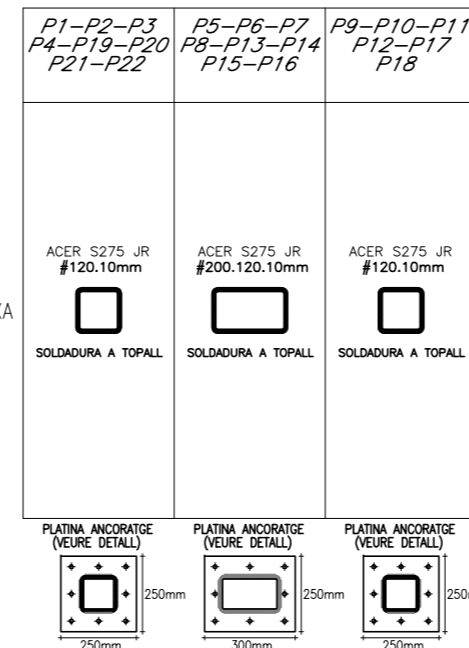 P1-P2-P3
P4-P19-P20
P21-P22
P5-P6-P7
P8-P13-P14
P15-P16
P9-P10-P11
P12-P17
P18
ACER S275 JR
#120.10mm
SOLDADURA A TOPALL
ACER S275 JR
#200.120.10mm
SOLDADURA A TOPALL
ACER S275 JR
#120.10mm
SOLDADURA A TOPALL
PLATINA ANCORATGE
(VEURE DETALL)
250mm
250mm
PLATINA ANCORATGE
(VEURE DETALL)
250mm
300mm
PLATINA ANCORATGE
(VEURE DETALL)
250mm